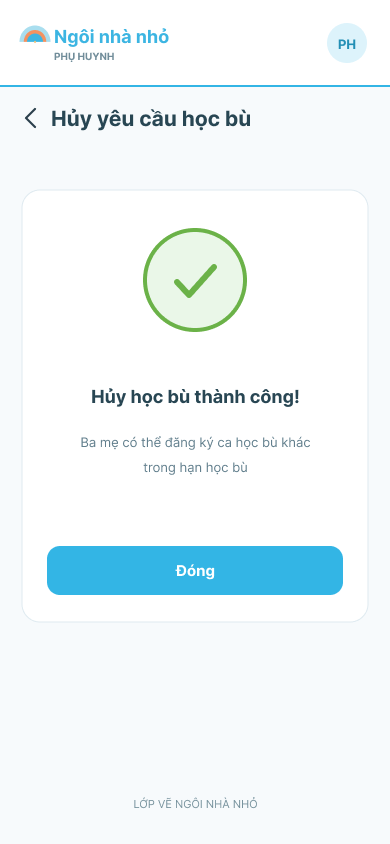 Ngôi nhà nhỏ
PHỤ HUYNH
PH
Hủy yêu cầu học bù
Hủy học bù thành công!
Ba mẹ có thể đăng ký ca học bù khác
trong hạn học bù
Đóng
LỚP VẼ NGÔI NHÀ NHỎ